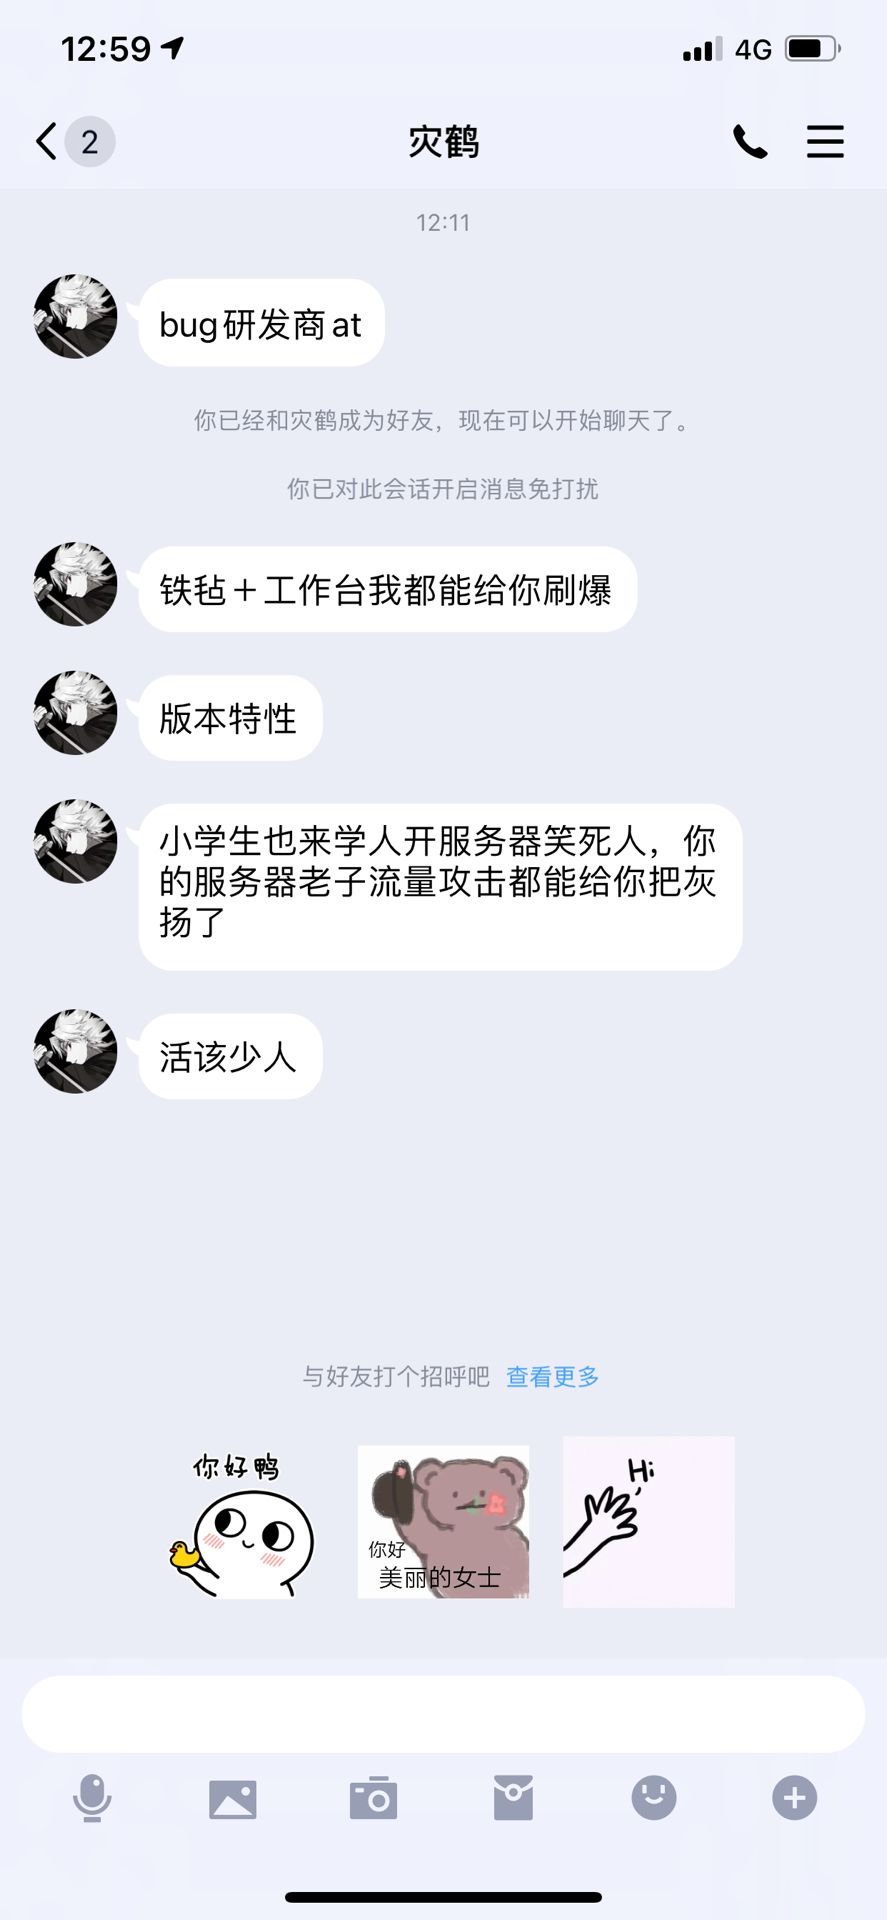 12:59
4G
2
灾鹤
12:11
bug研发商at
你已经和灾鹤成为好友，现在可以开始聊天了。
你已对此会话开启消息免打扰
铁毡＋工作台我都能给你刷爆
版本特性
小学生也来学人开服务器笑死人，你
的服务器老子流量攻击都能给你把灰
扬了
活该少人
与好友打个招呼吧 查看更多
你好鸭
你好
美丽的女士
Hi